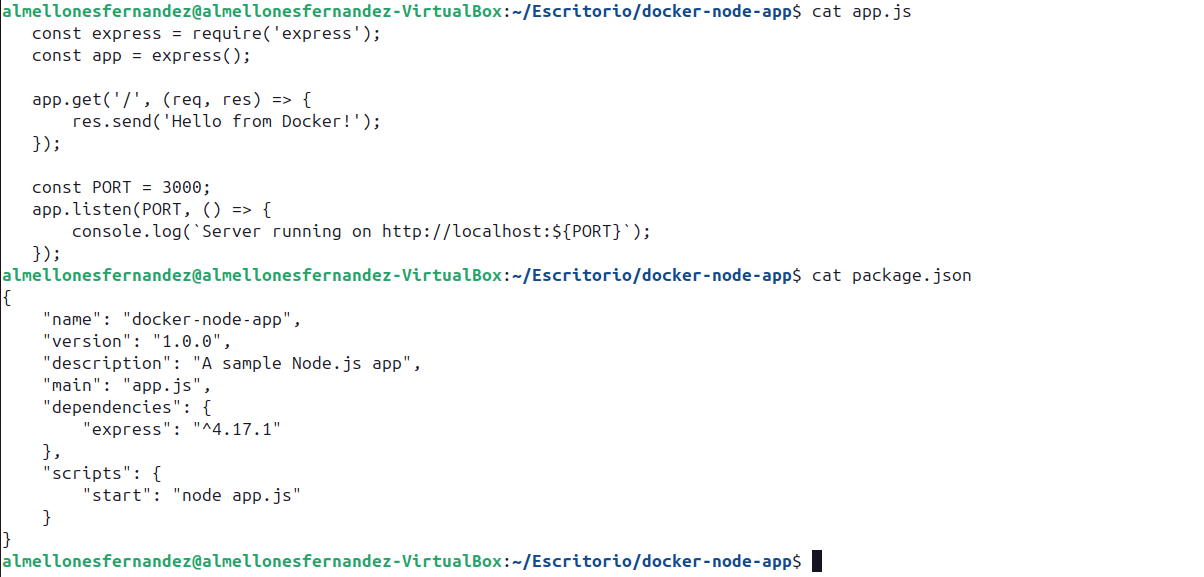 almellonesfernandez@almellonesfernandez-VirtualBox:~/Escritorio/docker-node-app$ cat app.js
   const express = require('express');
   const app = express();

   app.get('/', (req, res) => {
       res.send('Hello from Docker!');
   });

   const PORT = 3000;
   app.listen(PORT, () => {
       console.log(`Server running on http://localhost:${PORT}`);
   });
almellonesfernandez@almellonesfernandez-VirtualBox:~/Escritorio/docker-node-app$ cat package.json
{
    "name": "docker-node-app",
    "version": "1.0.0",
    "description": "A sample Node.js app",
    "main": "app.js",
    "dependencies": {
        "express": "^4.17.1"
    },
    "scripts": {
        "start": "node app.js"
    }
}
almellonesfernandez@almellonesfernandez-VirtualBox:~/Escritorio/docker-node-app$